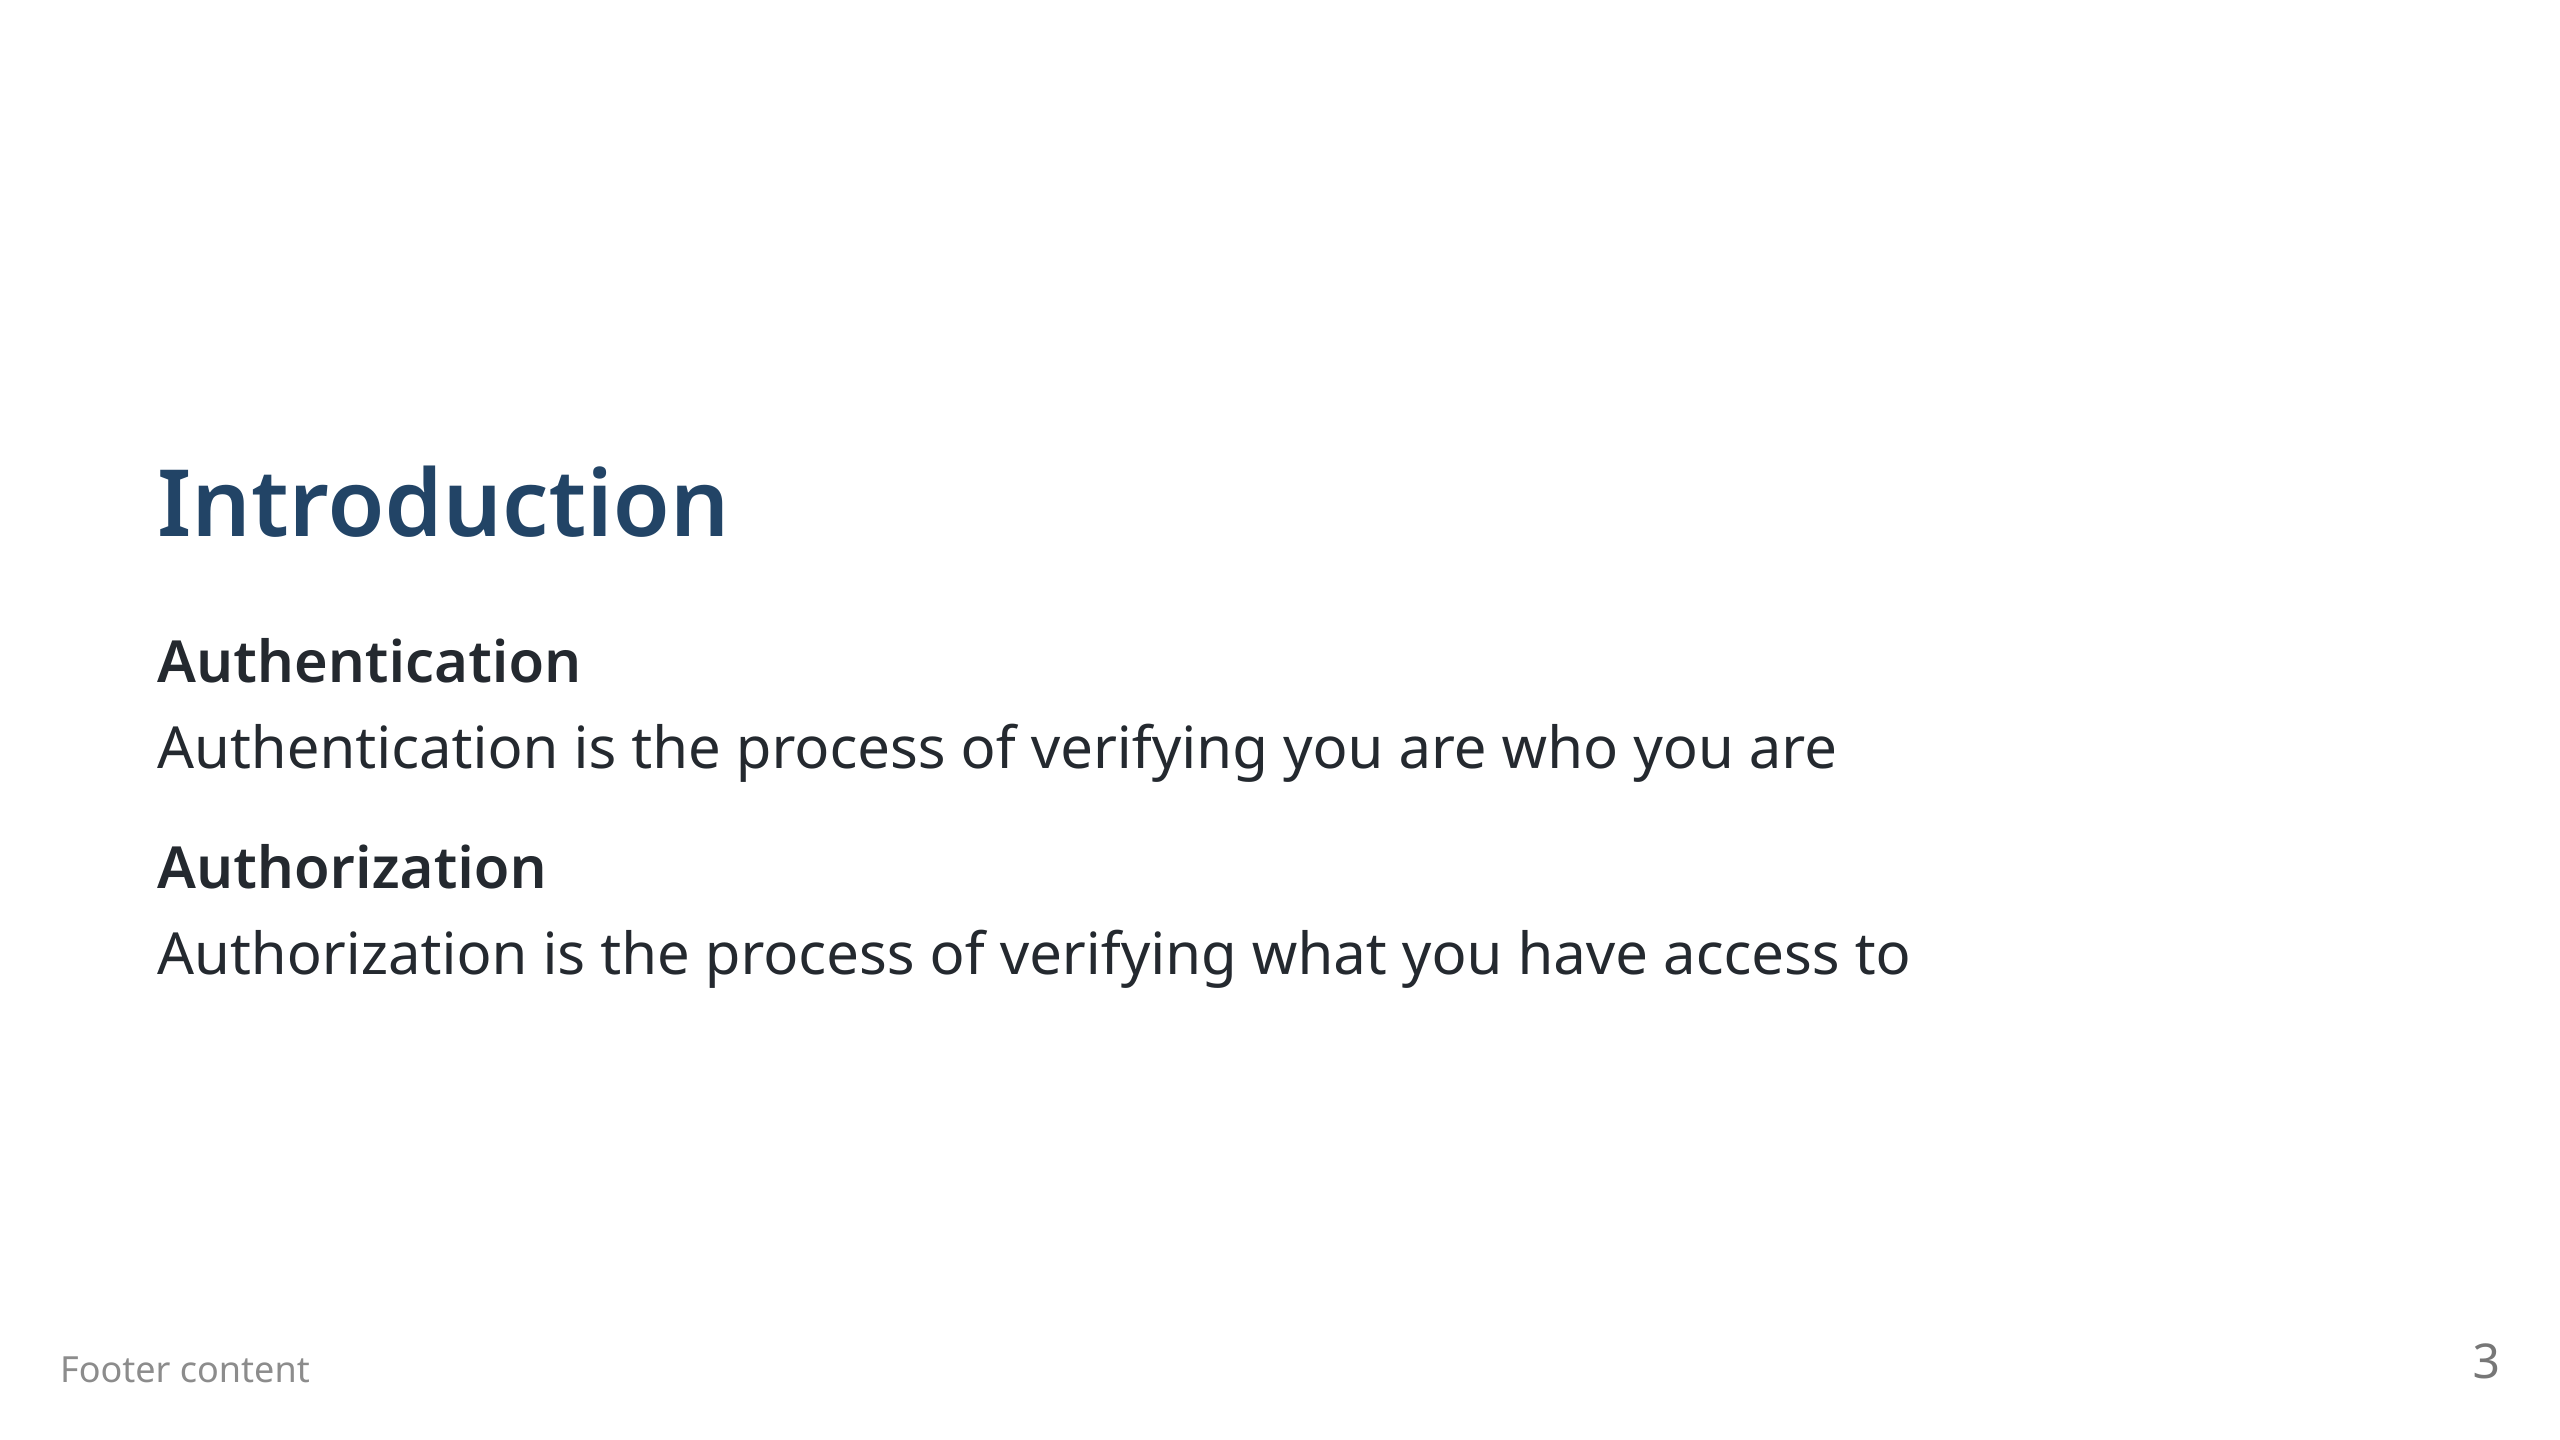 Introduction
Authentication
Authentication is the process of verifying you are who you are
Authorization
Authorization is the process of verifying what you have access to
Footer content
3